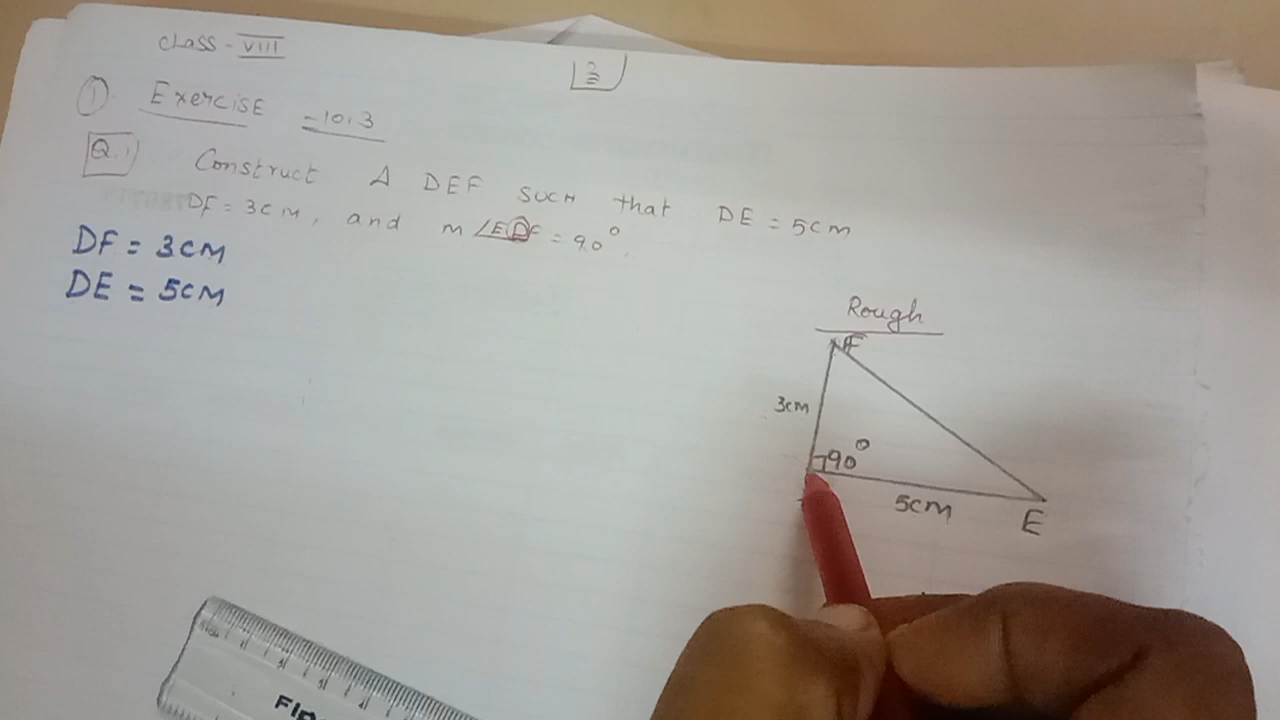 Class - VIII
2
① Exercise - 10.3
Q.1 Construct Δ DEF SUCH that DE = 5cm
DF = 3cm, and m ∠EDF = 90°.
DF = 3CM
DE = 5CM
Rough
F
3cm
90°
5cm
E